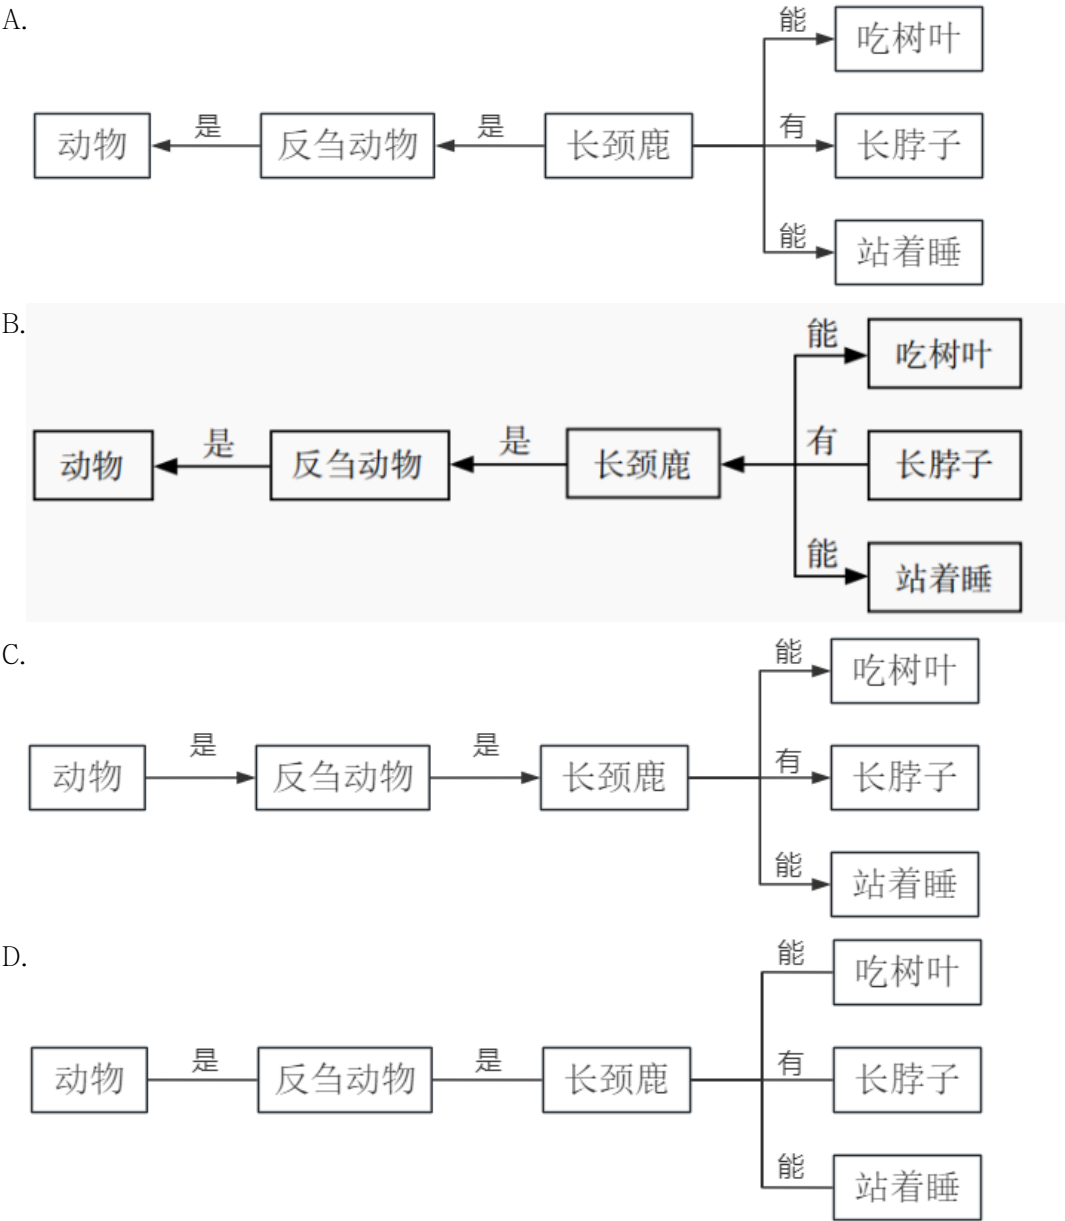 A.
能
吃树叶
动物 是 反刍动物 是 长颈鹿 有 长脖子
能
站着睡
B.
能
吃树叶
动物 是 反刍动物 是 长颈鹿 有 长脖子
能
站着睡
C.
能
吃树叶
动物 是 反刍动物 是 长颈鹿 有 长脖子
能
站着睡
D.
能
吃树叶
动物 是 反刍动物 是 长颈鹿 有 长脖子
能
站着睡